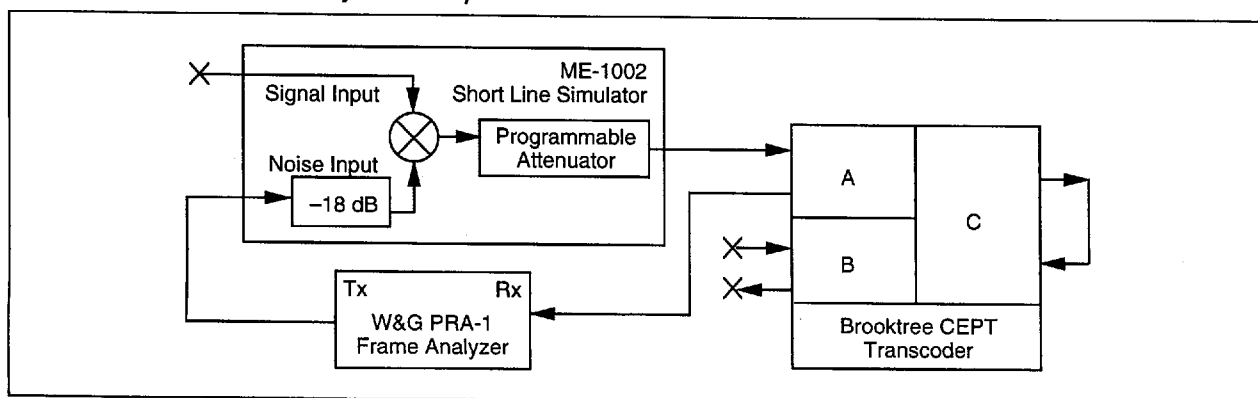 ME-1002
Short Line Simulator
Signal Input
Programmable
Attenuator
Noise Input
–18 dB
A
B
C
Tx
Rx
W&G PRA-1
Frame Analyzer
Brooktree CEPT
Transcoder